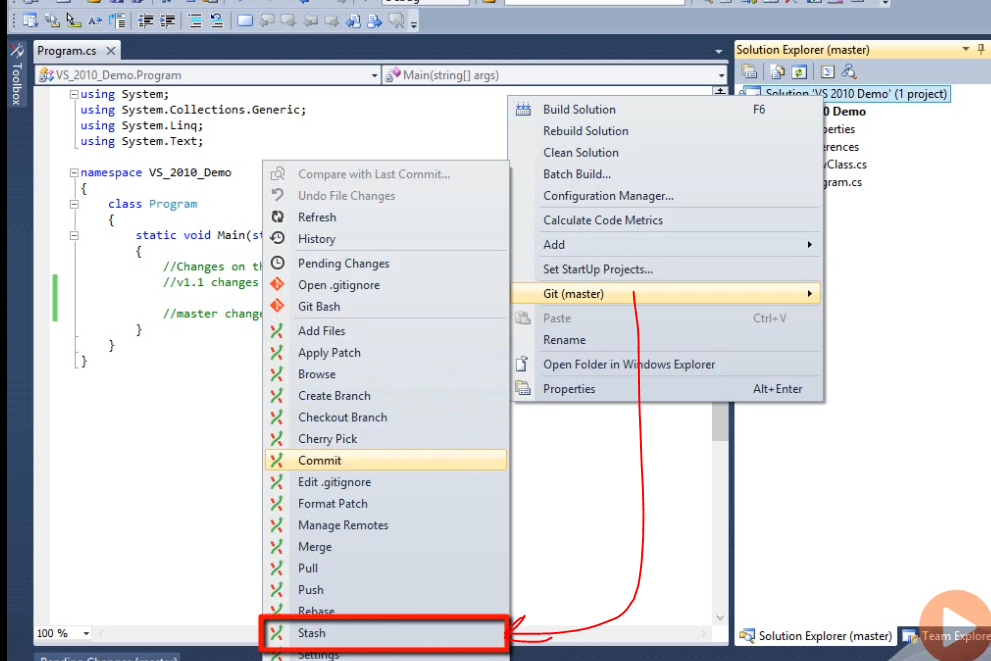 Program.cs
VS_2010_Demo.Program
Main(string[] args)
using System;
using System.Collections.Generic;
using System.Linq;
using System.Text;
namespace VS_2010_Demo
{
class Program
{
static void Main(st
{
//Changes on th
//v1.1 changes
//master change
}
}
}
100 %
Toolbox
Compare with Last Commit...
Undo File Changes
Refresh
History
Pending Changes
Open .gitignore
Git Bash
Add Files
Apply Patch
Browse
Create Branch
Checkout Branch
Cherry Pick
Commit
Edit .gitignore
Format Patch
Manage Remotes
Merge
Pull
Push
Rebase
Stash
Settings
Build Solution F6
Rebuild Solution
Clean Solution
Batch Build...
Configuration Manager...
Calculate Code Metrics
Add
Set StartUp Projects...
Git (master)
Paste Ctrl+V
Rename
Open Folder in Windows Explorer
Properties Alt+Enter
Solution Explorer (master)
Solution 'VS 2010 Demo' (1 project)
0 Demo
perties
erences
Class.cs
gram.cs
Solution Explorer (master)
Team Explore
Pending Changes (master)